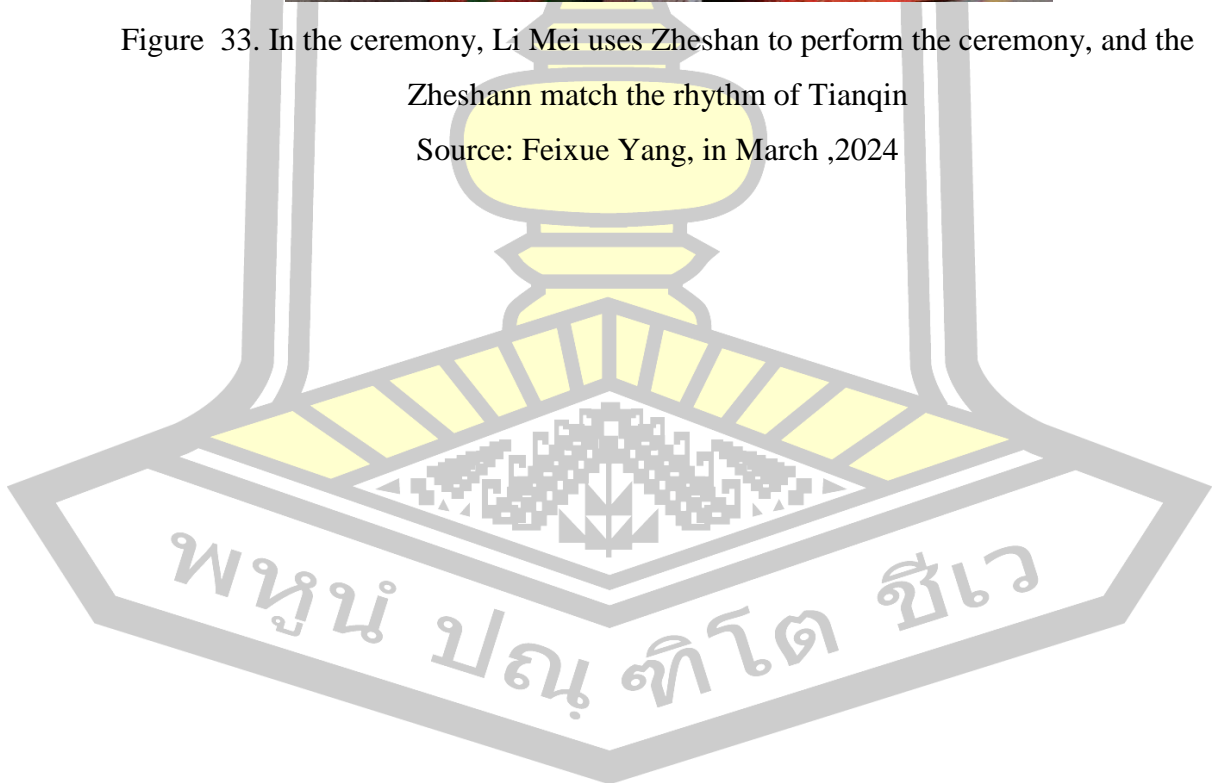 Figure  33. In the ceremony, Li Mei uses Zheshan to perform the ceremony, and the
Zheshann match the rhythm of Tianqin
Source: Feixue Yang, in March ,2024
พหูนํ ปณฺฑิโต ชีเว